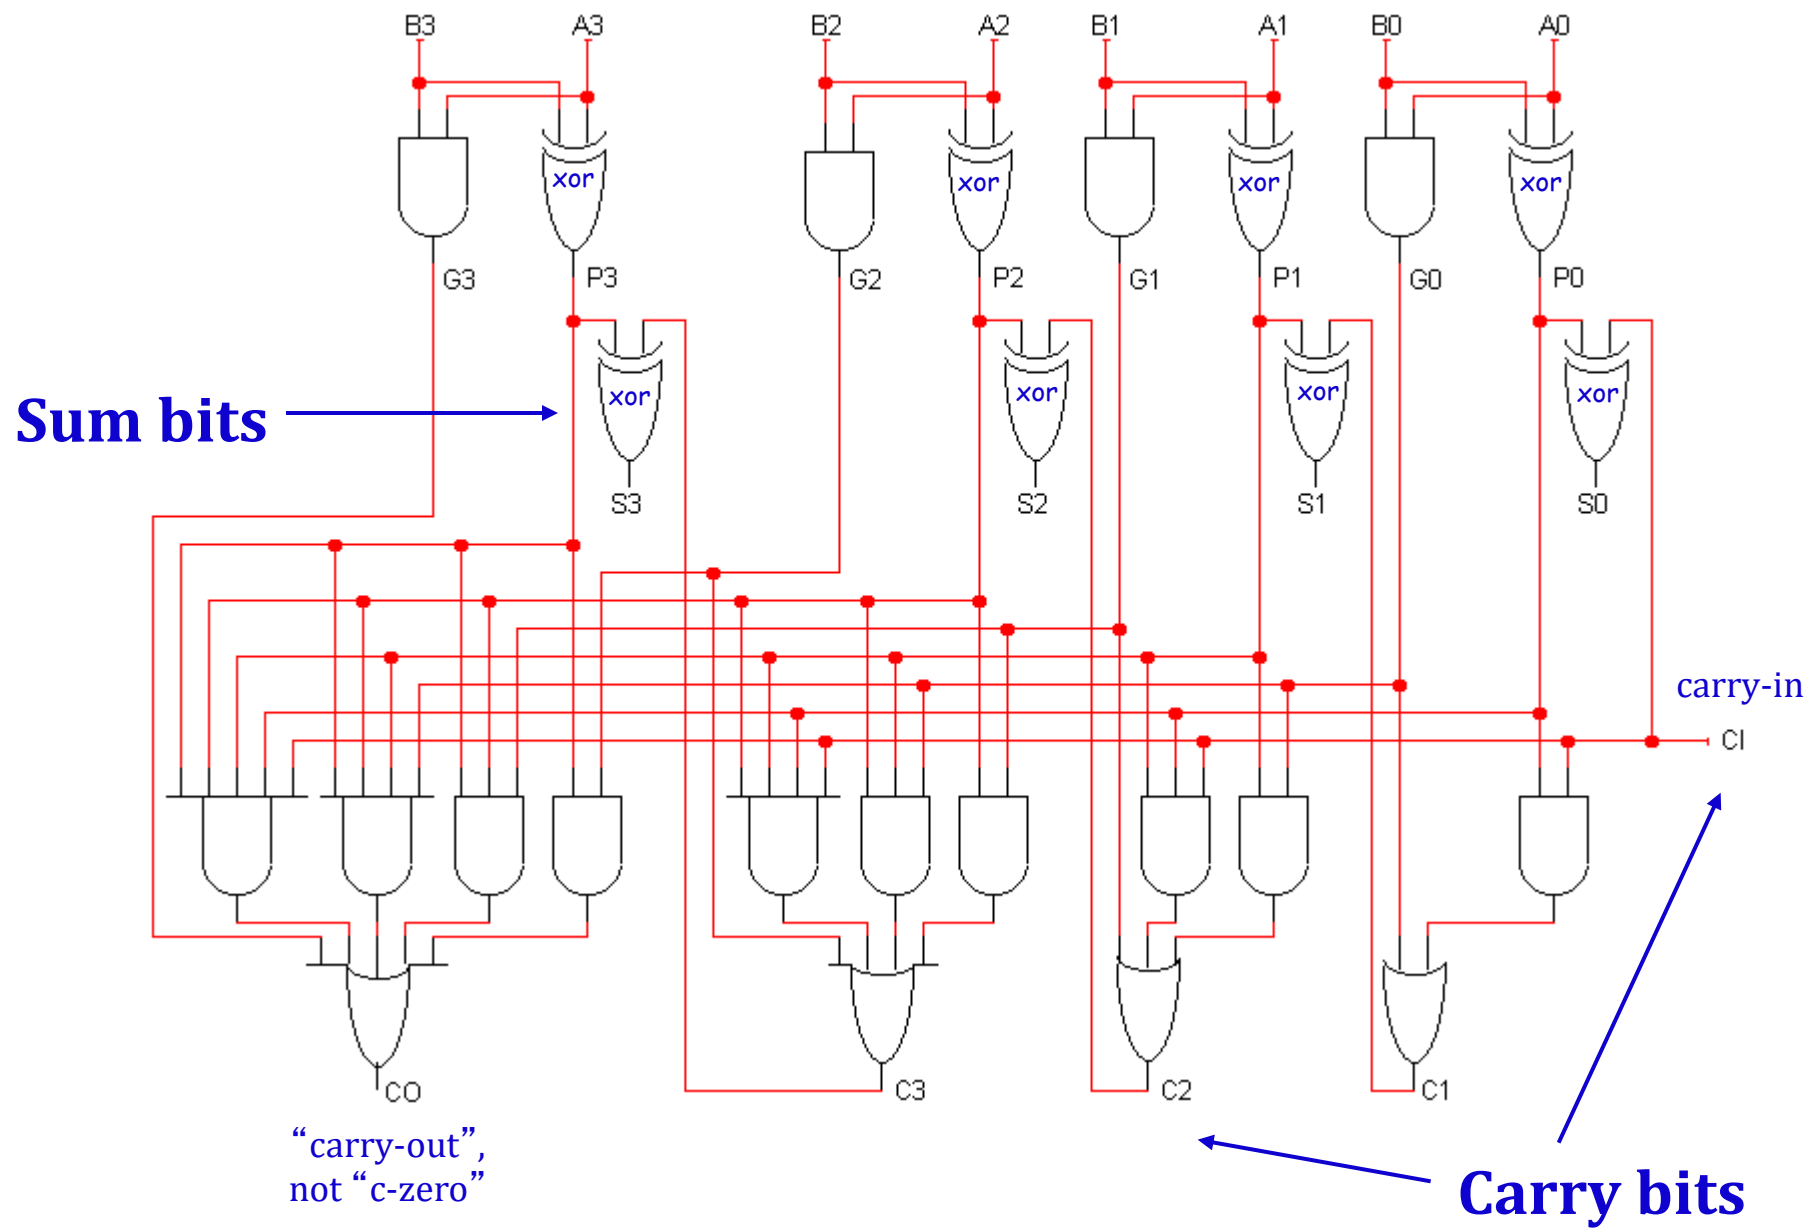 B3 A3 B2 A2 B1 A1 B0 A0
xor xor xor xor
G3 P3 G2 P2 G1 P1 G0 P0
xor xor xor xor
Sum bits
S3 S2 S1 S0
carry-in
CI
CO C3 C2 C1
“carry-out”,
not “c-zero”
Carry bits